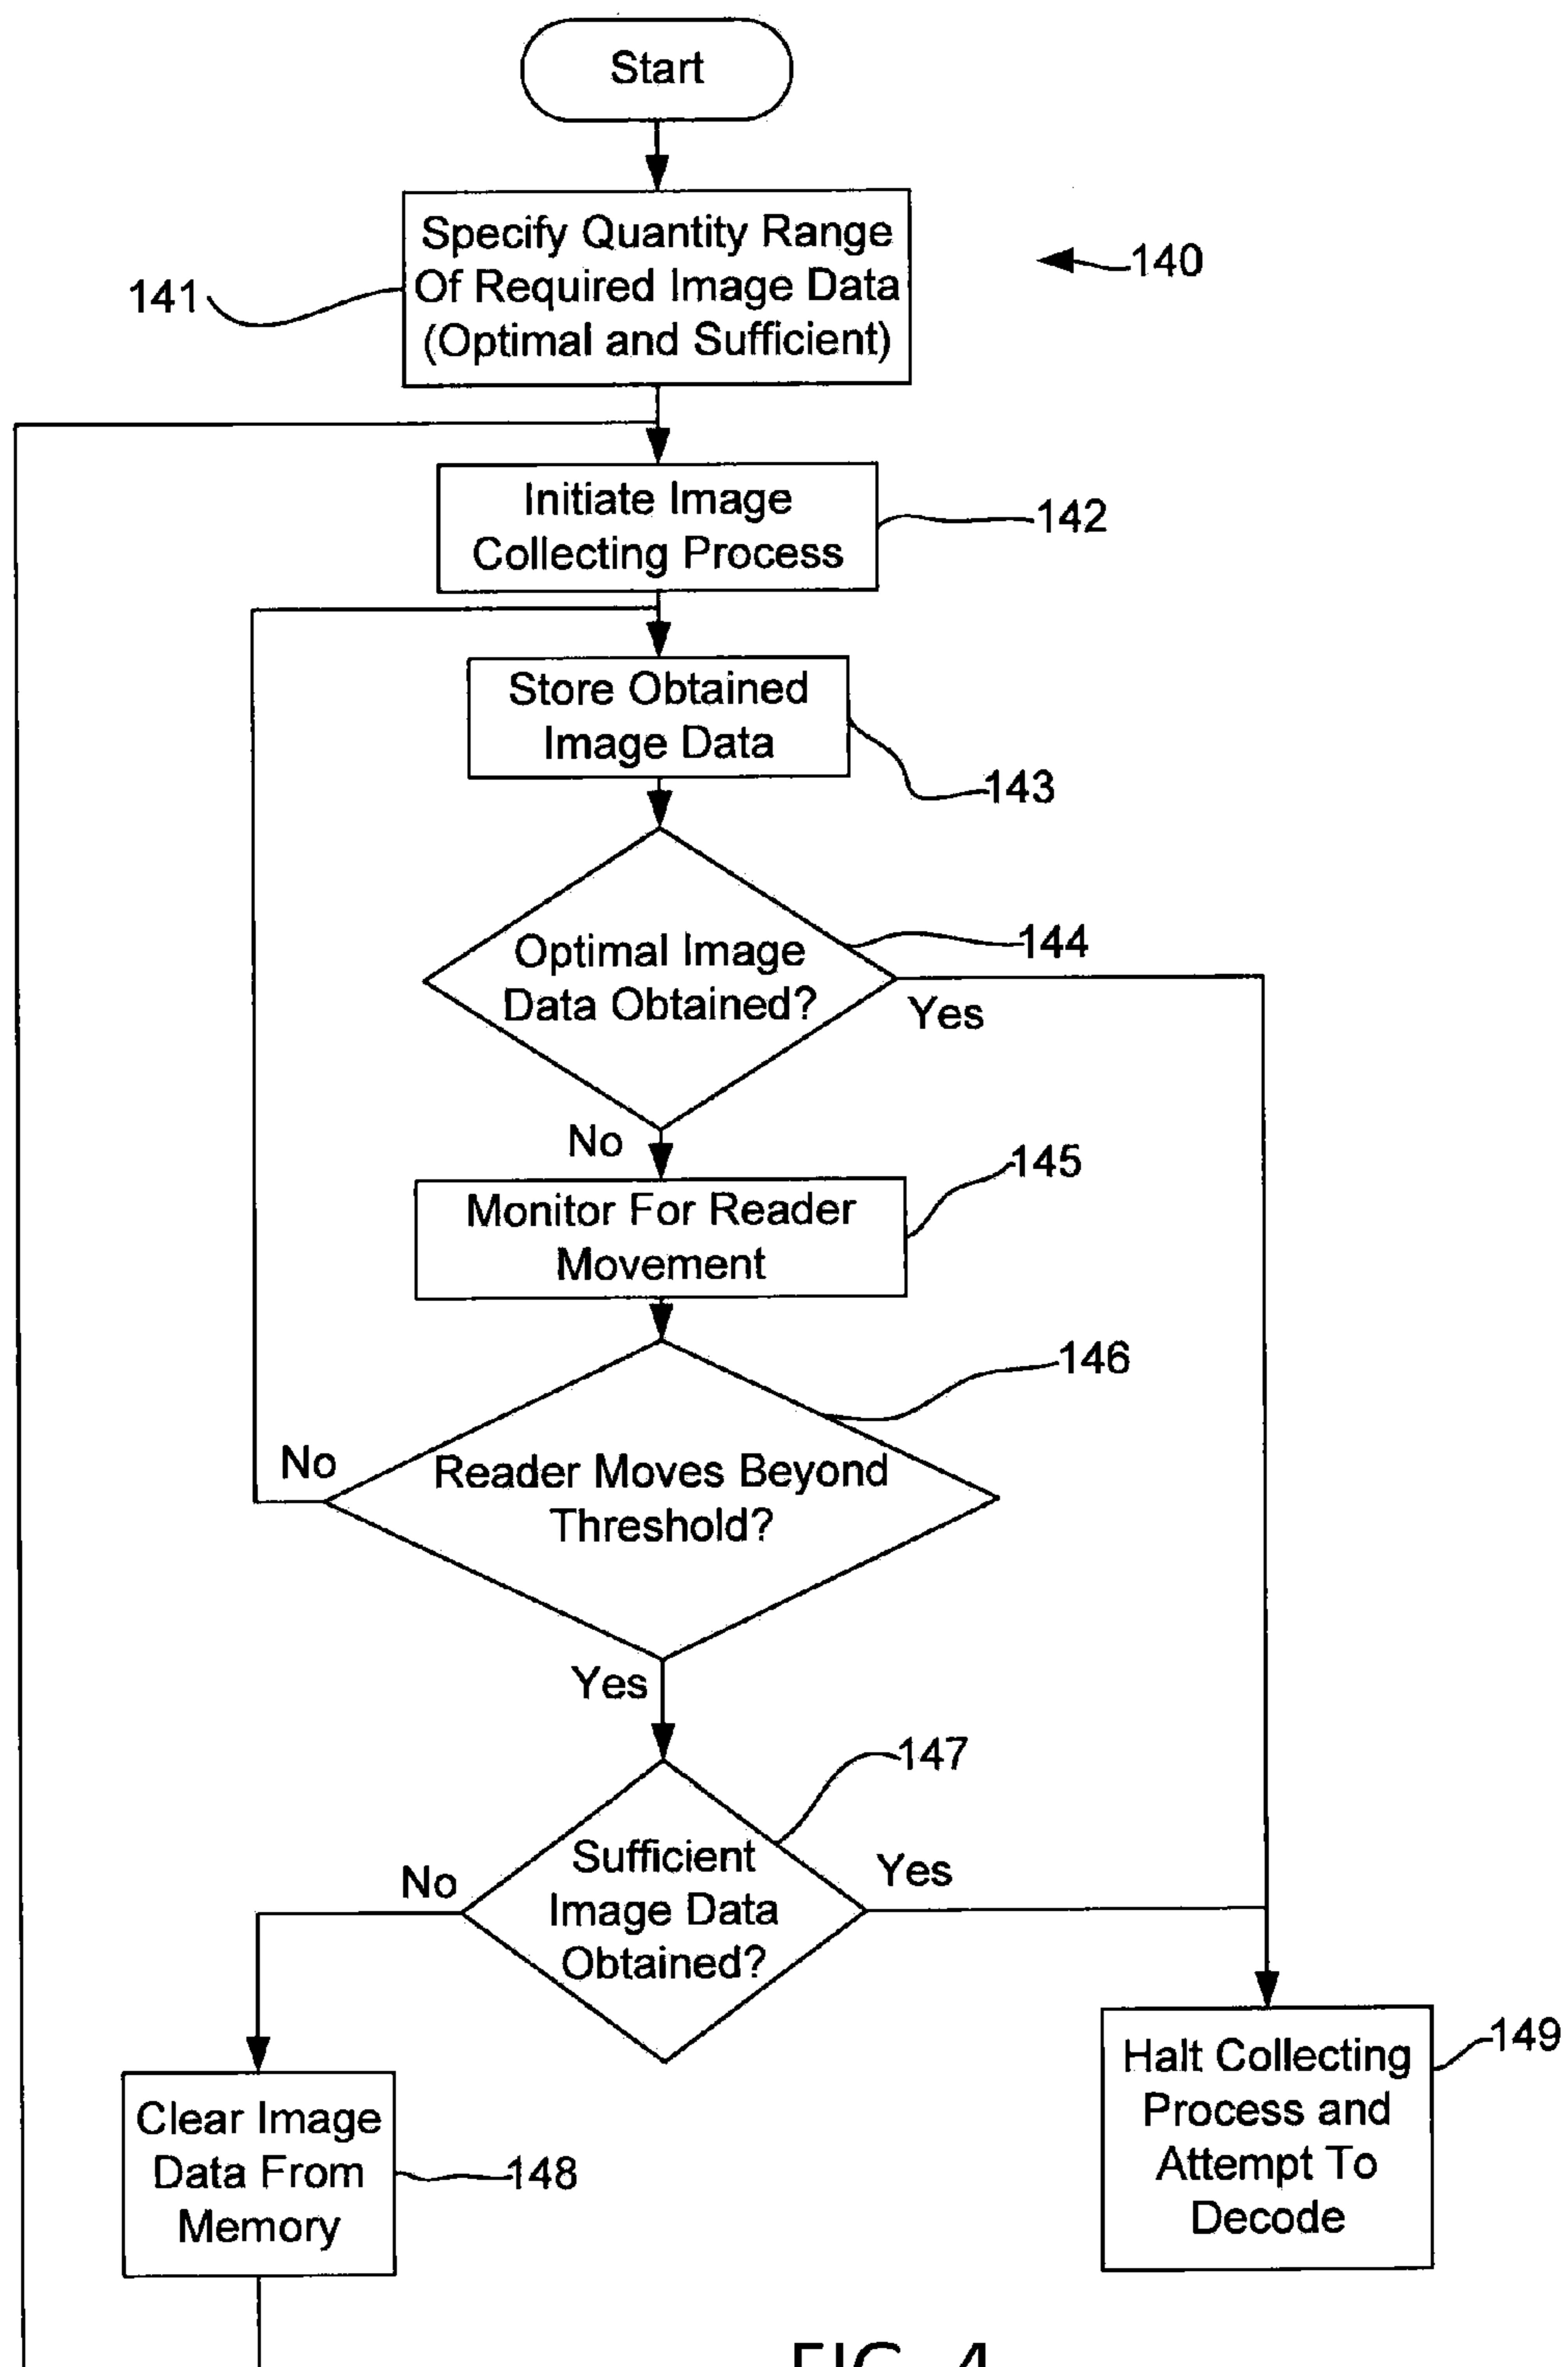 Start
Specify Quantity Range
Of Required Image Data
(Optimal and Sufficient)
140
141
Initiate Image
Collecting Process
142
Store Obtained
Image Data
143
Optimal Image
Data Obtained?
144
Yes
No
Monitor For Reader
Movement
145
146
No
Reader Moves Beyond
Threshold?
Yes
147
Sufficient
Image Data
Obtained?
No
Yes
Clear Image
Data From
Memory
148
Halt Collecting
Process and
Attempt To
Decode
149
FIG. 4